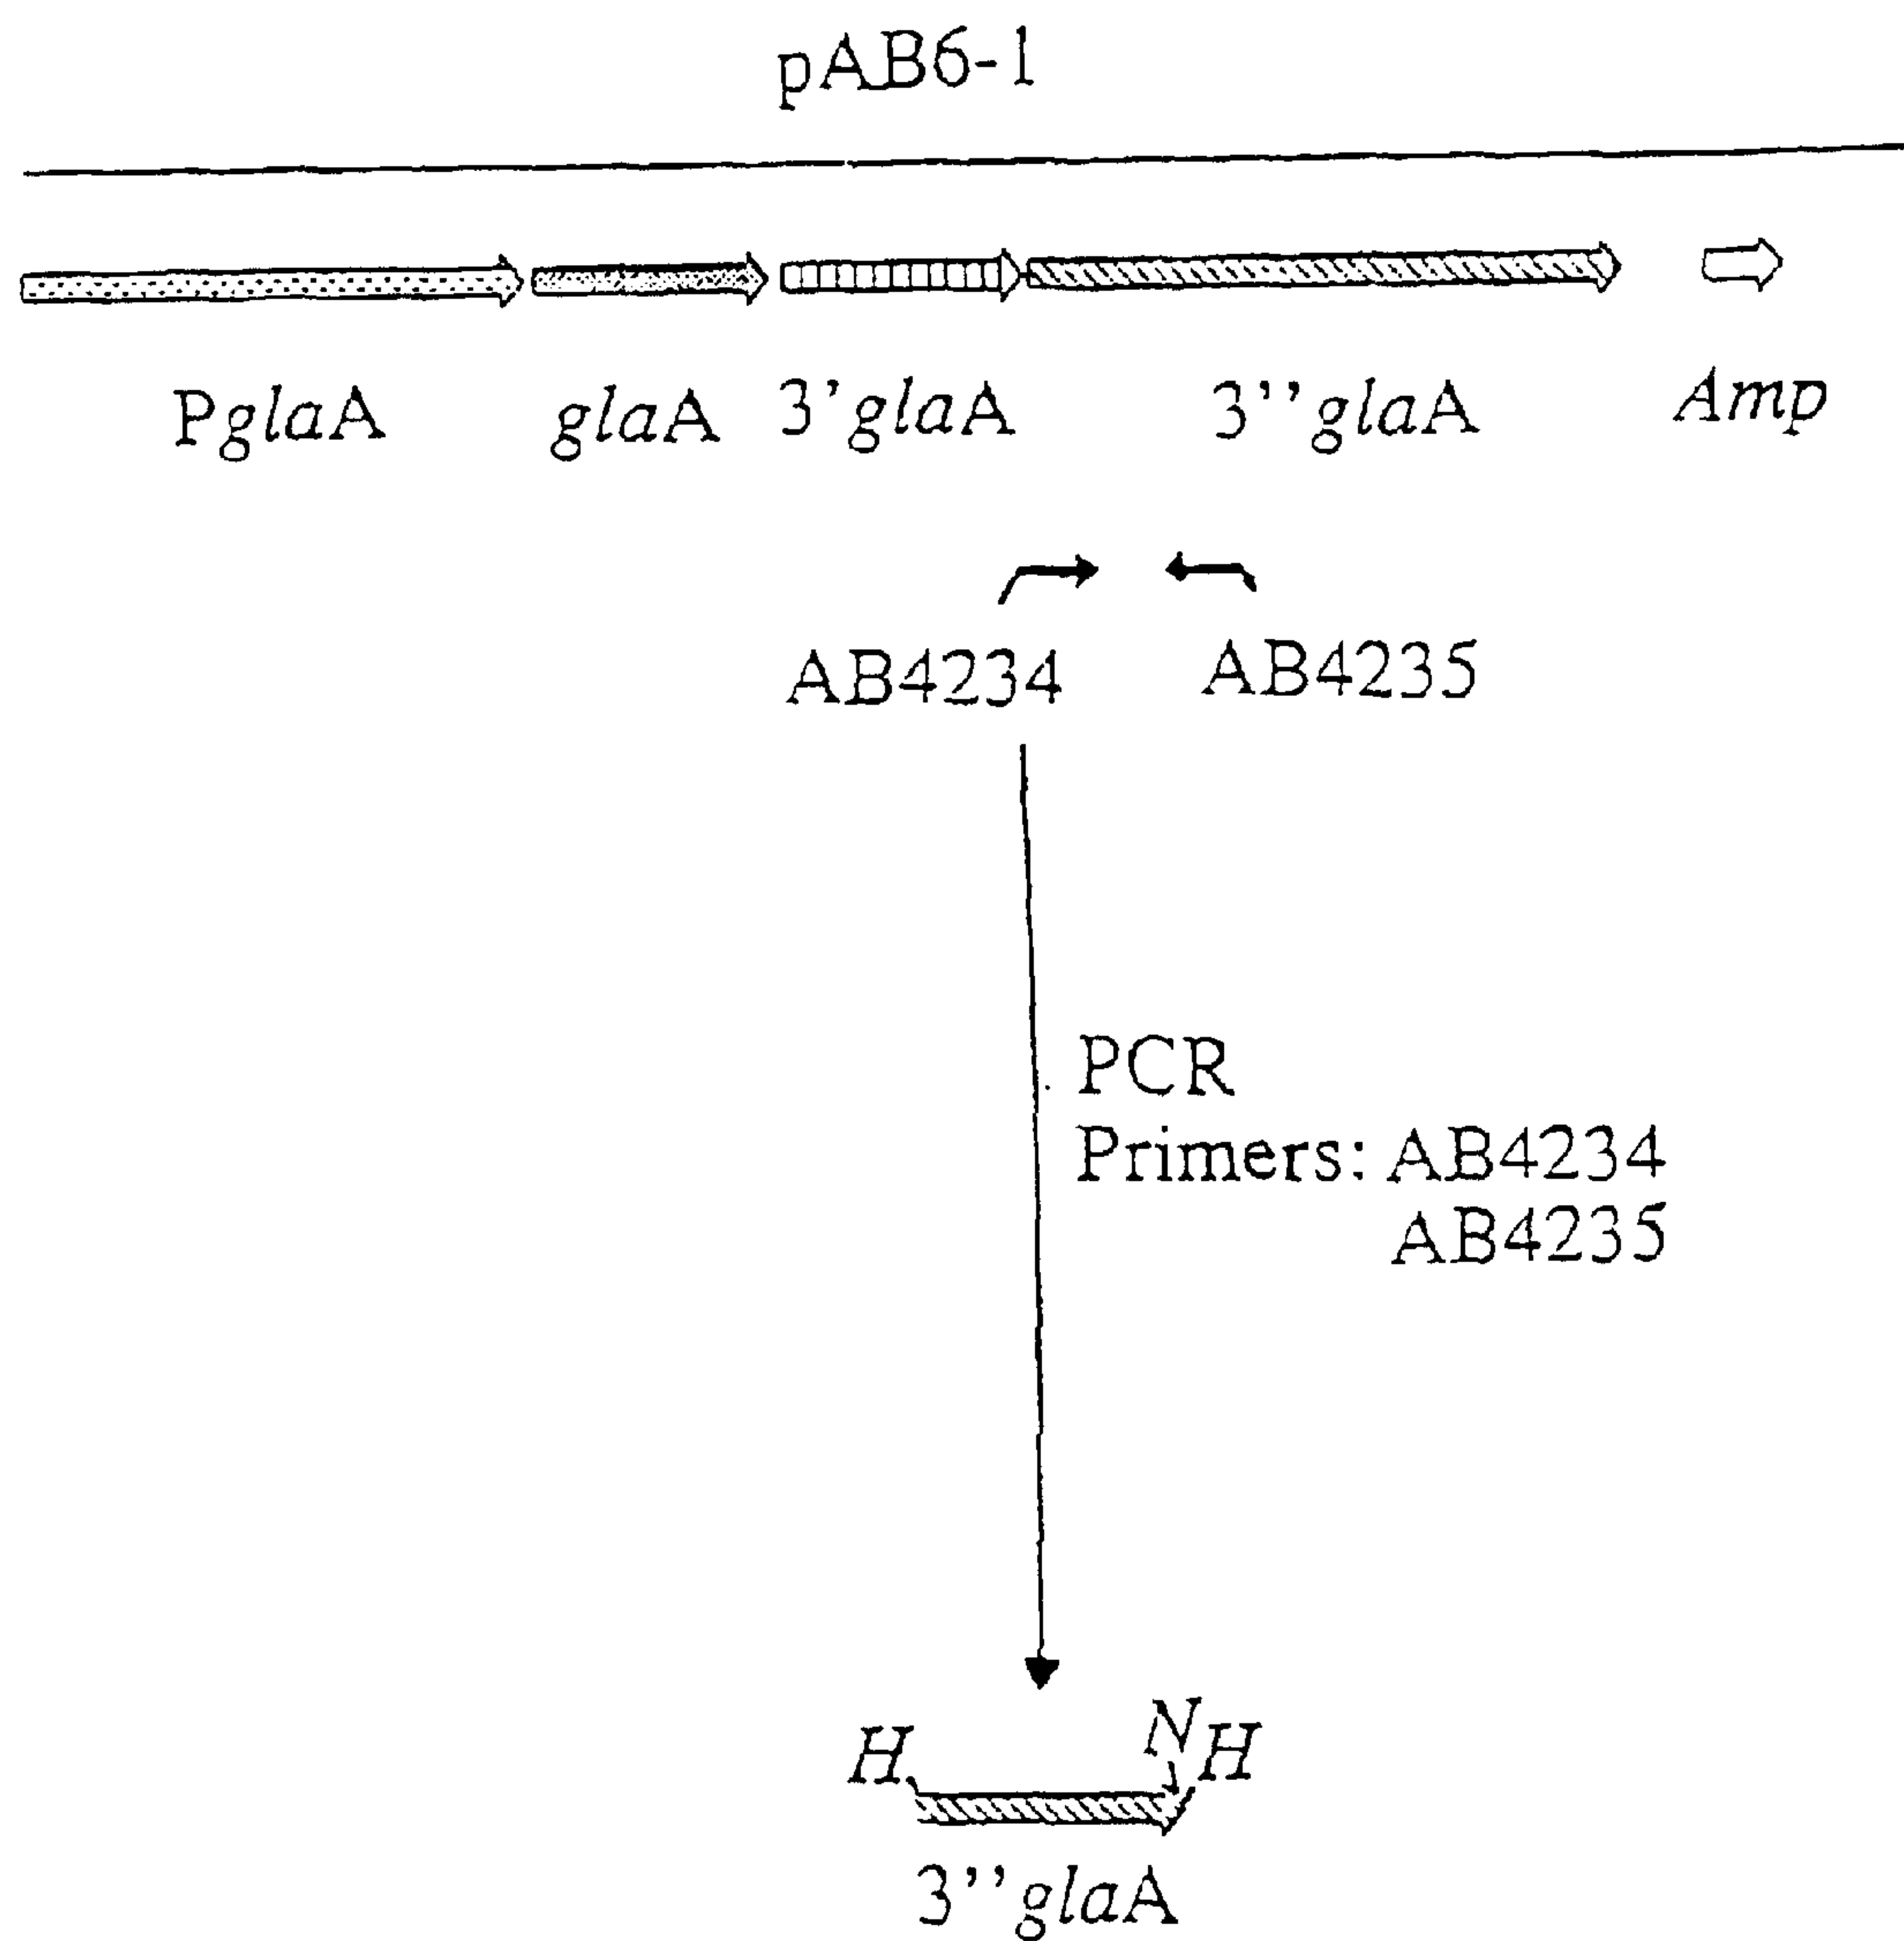 pAB6-1
PglaA glaA 3'glaA 3''glaA Amp
AB4234 AB4235
PCR
Primers: AB4234
AB4235
H N H
3''glaA